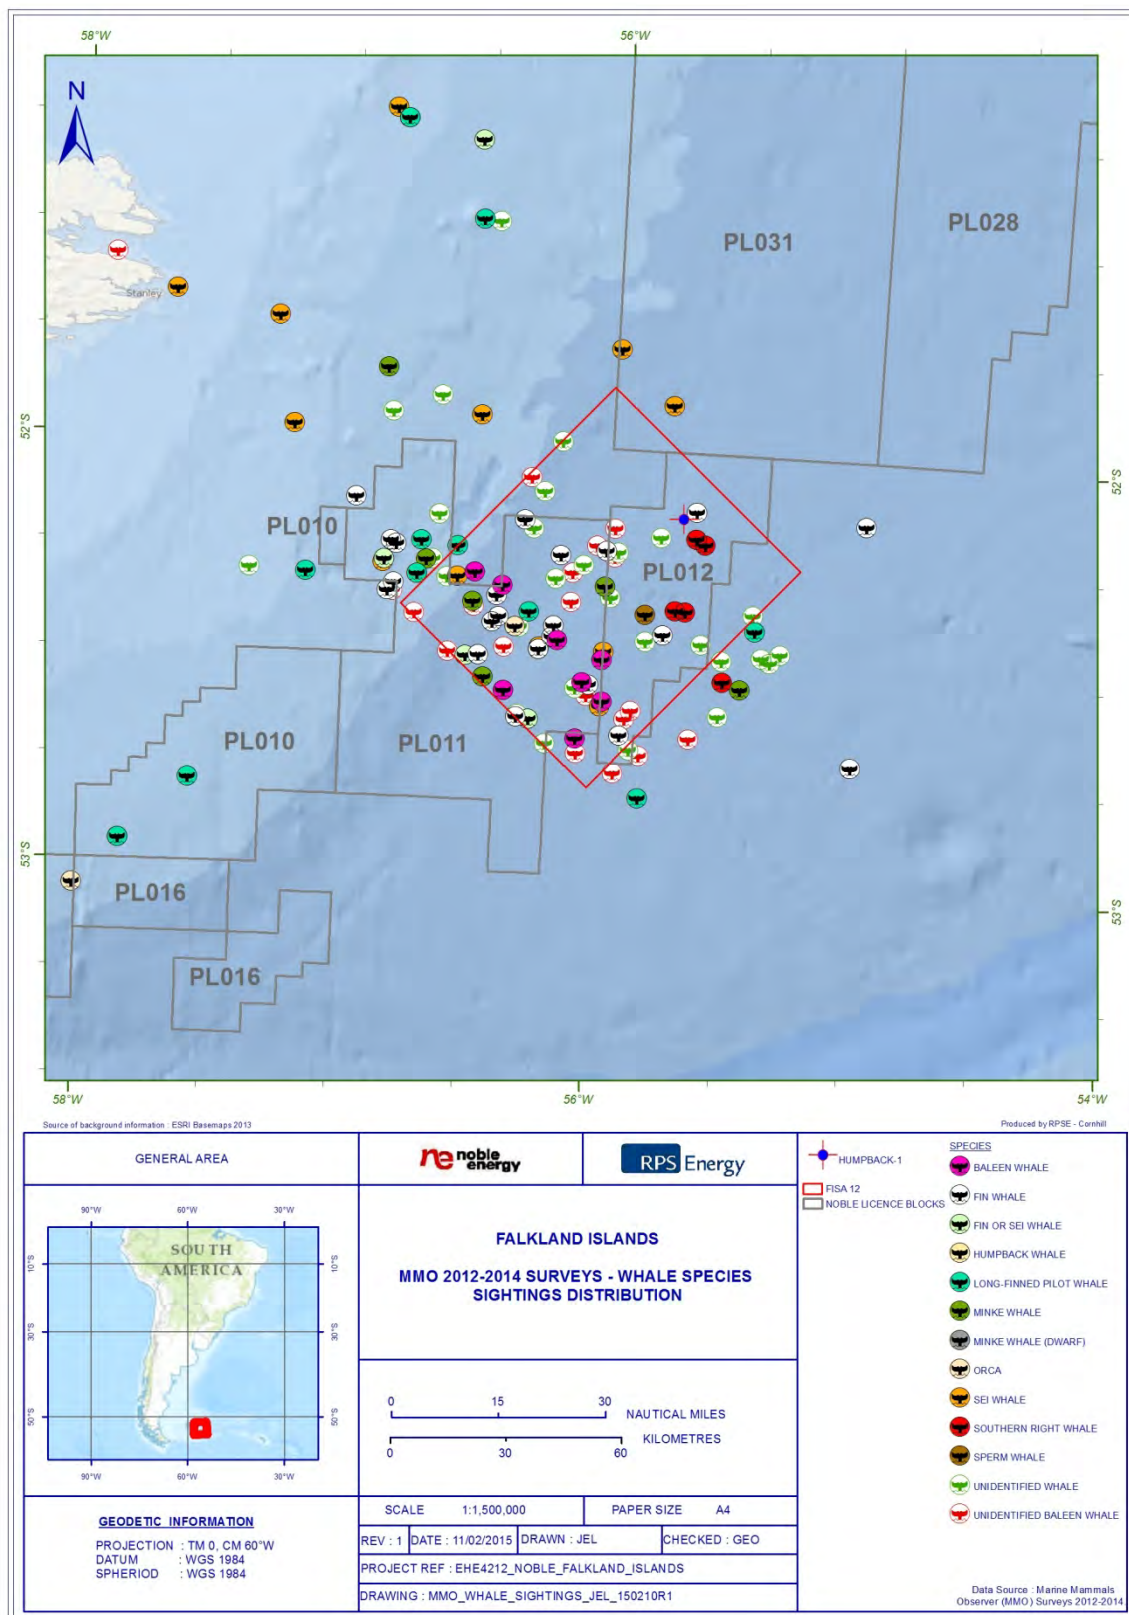 58°W
56°W
N
PL031
PL028
Stanley
52°S
52°S
PL010
PL012
PL010
PL011
53°S
53°S
PL016
PL016
58°W
56°W
54°W
Source of background information : ESRI Basemaps 2013
Produced by RPSE - Cornhill
GENERAL AREA
noble
energy
RPS Energy
HUMPBACK-1
FISA 12
NOBLE LICENCE BLOCKS
SPECIES
BALEEN WHALE
FIN WHALE
FIN OR SEI WHALE
HUMPBACK WHALE
LONG-FINNED PILOT WHALE
MINKE WHALE
MINKE WHALE (DWARF)
ORCA
SEI WHALE
SOUTHERN RIGHT WHALE
SPERM WHALE
UNIDENTIFIED WHALE
UNIDENTIFIED BALEEN WHALE
90°W
60°W
30°W
SOUTH
AMERICA
10°S
10°S
30°S
30°S
50°S
50°S
90°W
60°W
30°W
FALKLAND ISLANDS
MMO 2012-2014 SURVEYS - WHALE SPECIES
SIGHTINGS DISTRIBUTION
0 15 30
NAUTICAL MILES
KILOMETRES
0 30 60
SCALE 1:1,500,000
PAPER SIZE A4
REV : 1
DATE : 11/02/2015
DRAWN : JEL
CHECKED : GEO
PROJECT REF : EHE4212_NOBLE_FALKLAND_ISLANDS
DRAWING : MMO_WHALE_SIGHTINGS_JEL_150210R1
GEODETIC INFORMATION
PROJECTION : TM 0, CM 60°W
DATUM : WGS 1984
SPHERIOD : WGS 1984
Data Source : Marine Mammals
Observer (MMO) Surveys 2012-2014